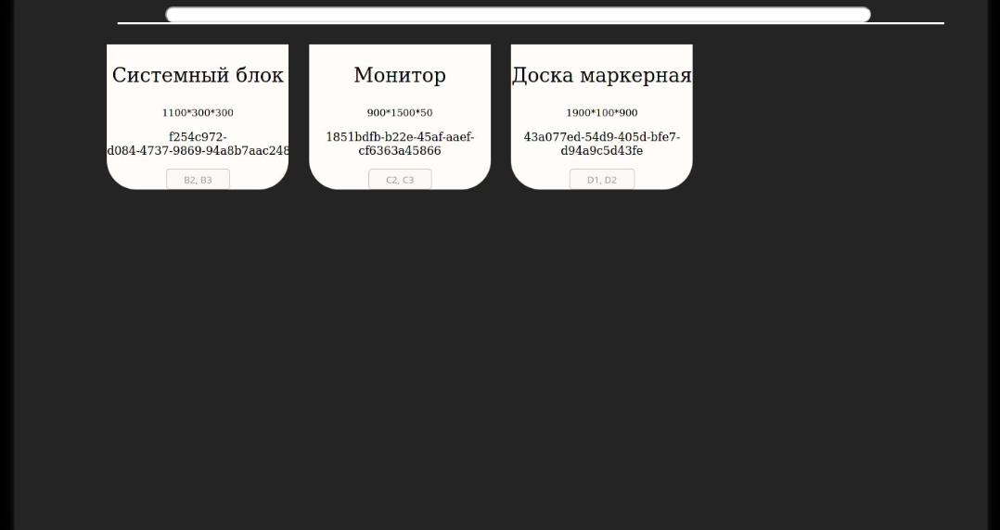 Системный блок
1100*300*300
f254c972-
d084-4737-9869-94a8b7aac248
B2, B3
Монитор
900*1500*50
1851bdfb-b22e-45af-aaef-
cf6363a45866
C2, C3
Доска маркерная
1900*100*900
43a077ed-54d9-405d-bfe7-
d94a9c5d43fe
D1, D2